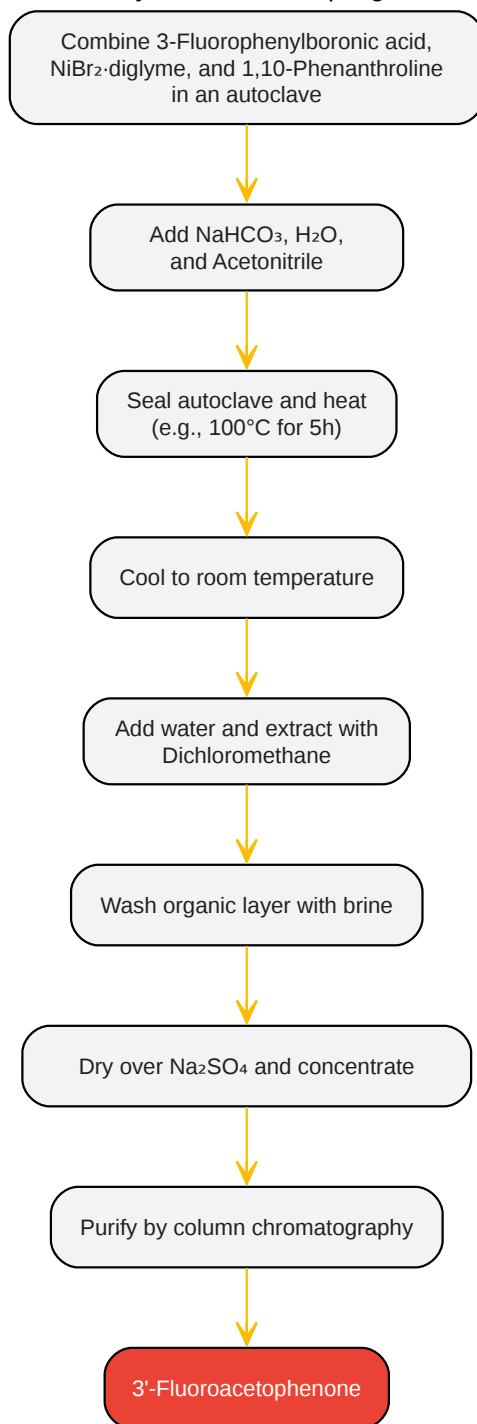 Combine 3-Fluorophenylboronic acid,
NiBr₂·diglyme, and 1,10-Phenanthroline
in an autoclave
Add NaHCO₃, H₂O,
and Acetonitrile
Seal autoclave and heat
(e.g., 100°C for 5h)
Cool to room temperature
Add water and extract with
Dichloromethane
Wash organic layer with brine
Dry over Na₂SO₄ and concentrate
Purify by column chromatography
3'-Fluoroacetophenone